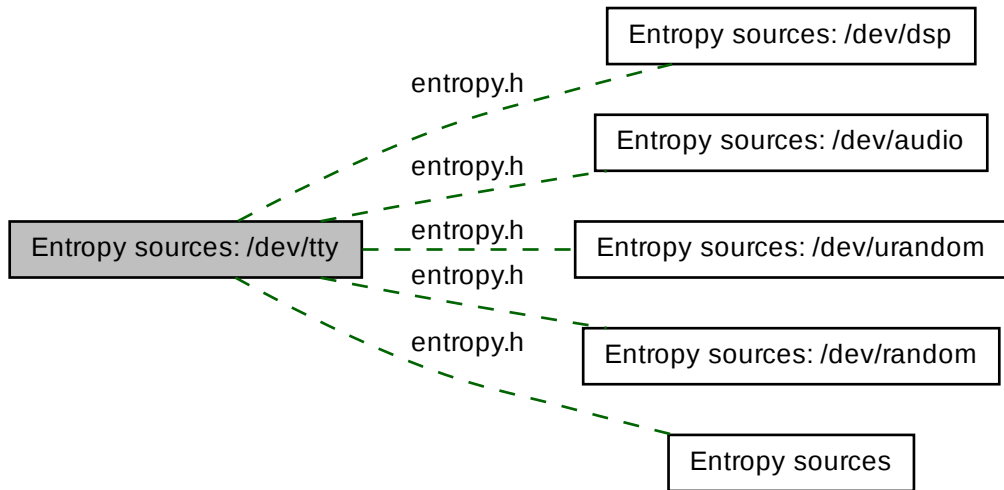 Entropy sources: /dev/dsp
entropy.h
Entropy sources: /dev/audio
entropy.h
entropy.h
Entropy sources: /dev/tty
Entropy sources: /dev/urandom
entropy.h
Entropy sources: /dev/random
entropy.h
Entropy sources